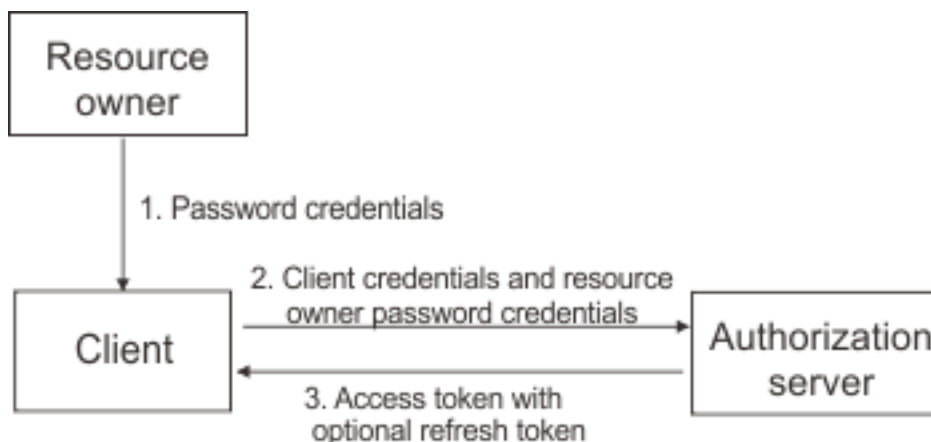 Resource
owner
1. Password credentials
2. Client credentials and resource
owner password credentials
Client
Authorization
server
3. Access token with
optional refresh token